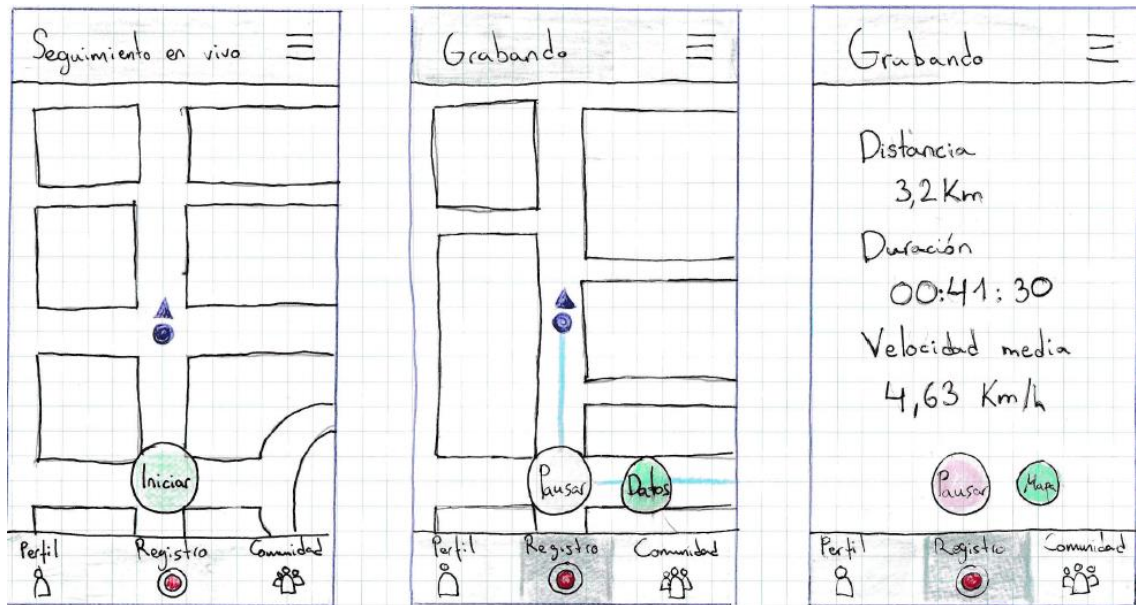 Seguimiento en vivo
Iniciar
Perfil
Registro
Comunidad
Grabando
Pausar
Datos
Perfil
Registro
Comunidad
Grabando
Distancia
3,2 Km
Duración
00:41:30
Velocidad media
4,63 Km/h
Pausar
Mapa
Perfil
Registro
Comunidad